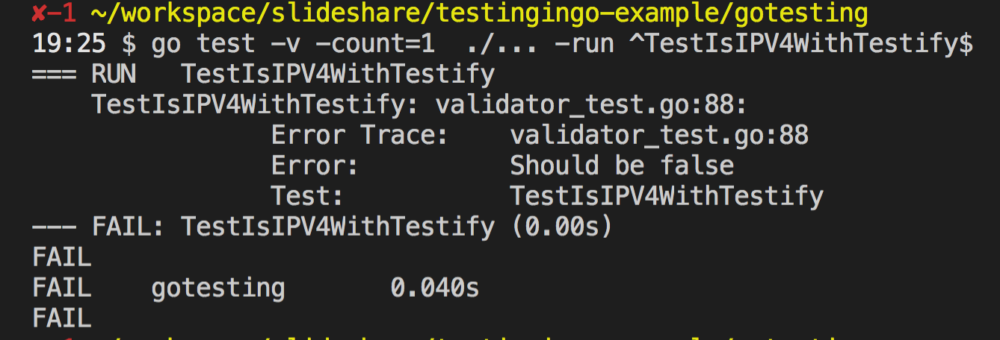 ✘-1 ~/workspace/slideshare/testingingo-example/gotesting
19:25 $ go test -v -count=1  ./... -run ^TestIsIPV4WithTestify$
=== RUN   TestIsIPV4WithTestify
    TestIsIPV4WithTestify: validator_test.go:88:
                Error Trace:    validator_test.go:88
                Error:          Should be false
                Test:           TestIsIPV4WithTestify
--- FAIL: TestIsIPV4WithTestify (0.00s)
FAIL
FAIL    gotesting       0.040s
FAIL